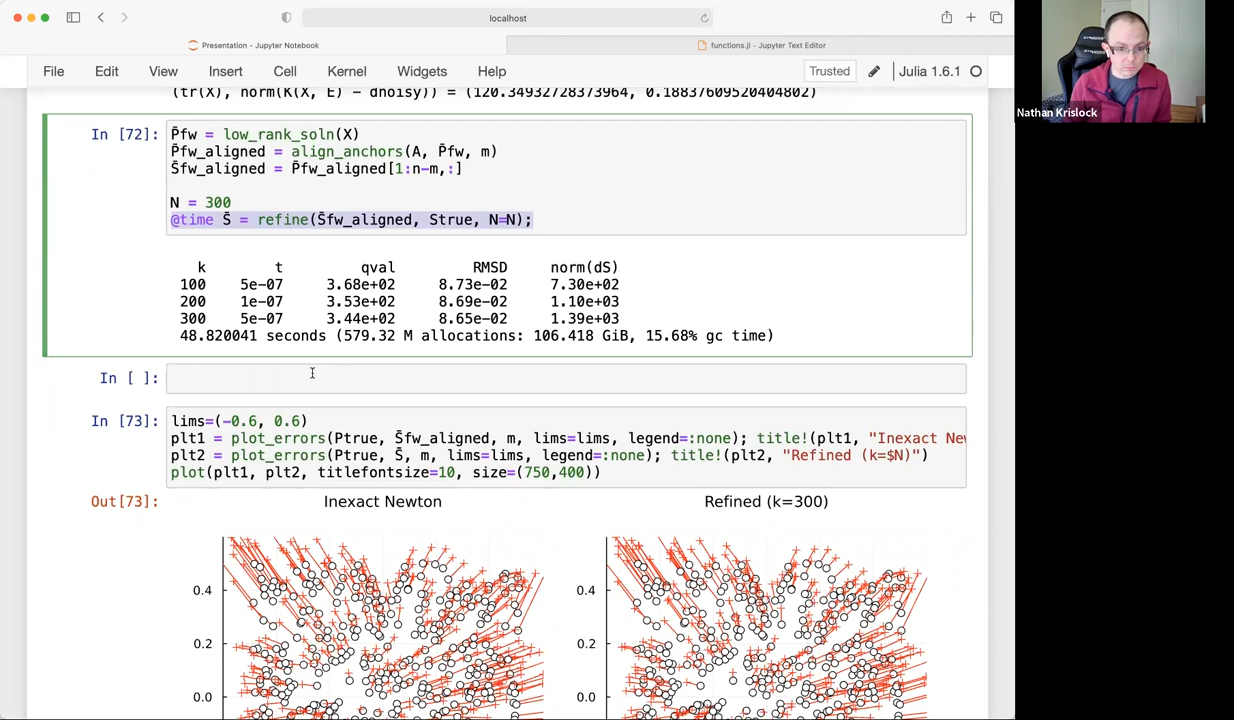 localhost
Presentation - Jupyter Notebook
functions.jl - Jupyter Text Editor
File Edit View Insert Cell Kernel Widgets Help
Trusted
Julia 1.6.1
Nathan Krislock
(tr(X), norm(K(X, E) - dnoisy)) = (120.34932728373964, 0.18837609520404802)
In [72]:
P̄fw = low_rank_soln(X)
P̄fw_aligned = align_anchors(A, P̄fw, m)
S̄fw_aligned = P̄fw_aligned[1:n-m,:]
N = 300
@time S̄ = refine(S̄fw_aligned, Strue, N=N);
k t qval RMSD norm(dS)
100 5e-07 3.68e+02 8.73e-02 7.30e+02
200 1e-07 3.53e+02 8.69e-02 1.10e+03
300 5e-07 3.44e+02 8.65e-02 1.39e+03
48.820041 seconds (579.32 M allocations: 106.418 GiB, 15.68% gc time)
In [ ]:
In [73]:
lims=(-0.6, 0.6)
plt1 = plot_errors(Ptrue, S̄fw_aligned, m, lims=lims, legend=:none); title!(plt1, "Inexact New
plt2 = plot_errors(Ptrue, S̄, m, lims=lims, legend=:none); title!(plt2, "Refined (k=$N)")
plot(plt1, plt2, titlefontsize=10, size=(750,400))
Out[73]:
Inexact Newton
Refined (k=300)
0.4
0.2
0.0
0.4
0.2
0.0